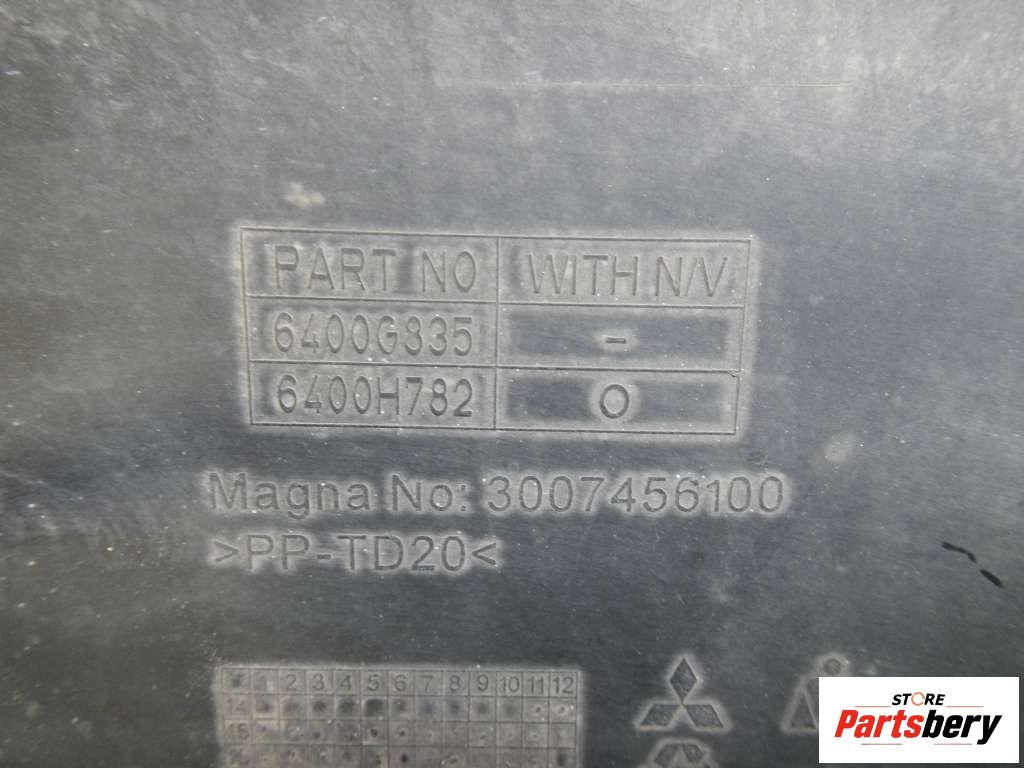 PART NO WITH N/V
6400G835 -
6400H782 O
Magna No: 3007456100
>PP-TD20<
1 2 3 4 5 6 7 8 9 10 11 12
15
STORE
Partsbery